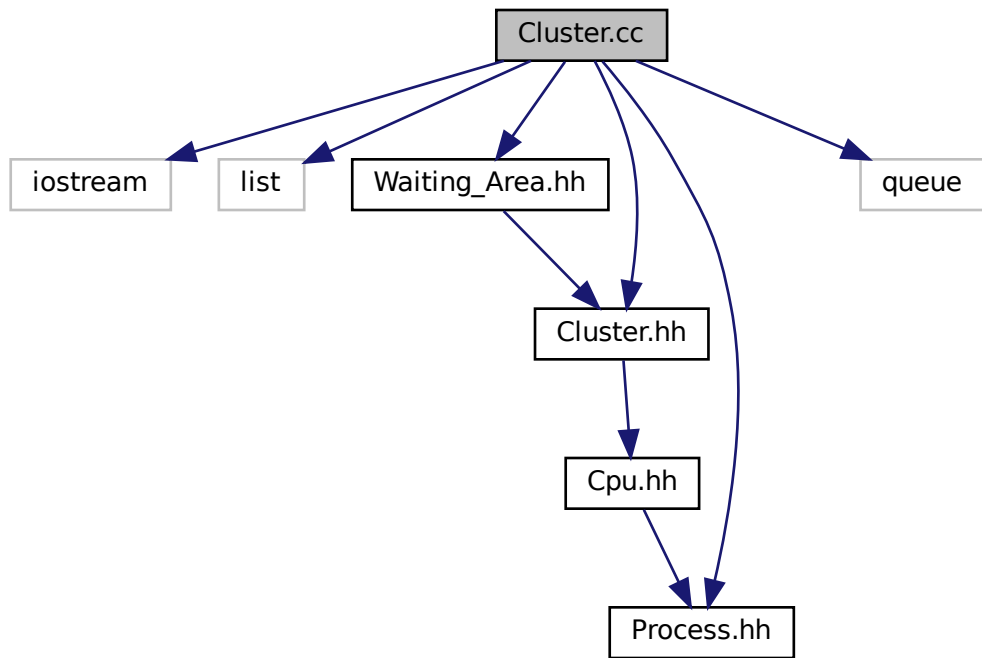 Cluster.cc
iostream
list
Waiting_Area.hh
queue
Cluster.hh
Cpu.hh
Process.hh